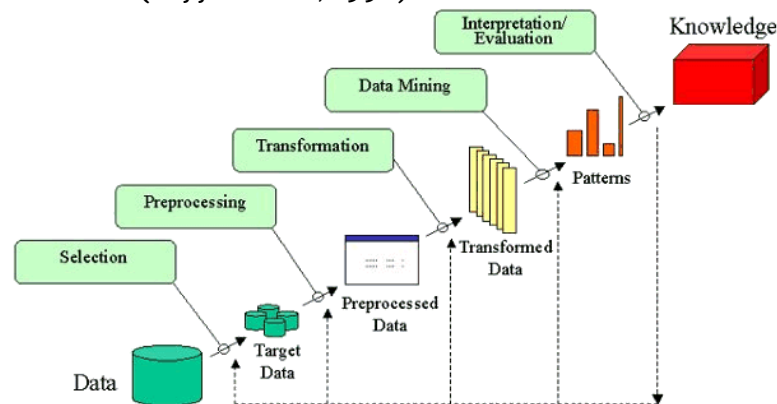 Interpretation/
Evaluation
Knowledge
Data Mining
Transformation
Patterns
Preprocessing
Transformed
Data
Selection
Preprocessed
Data
Target
Data
Data